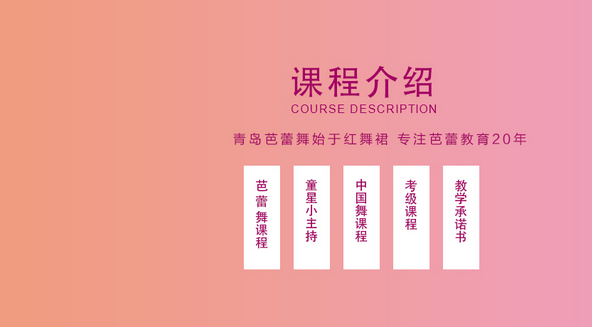 课程介绍
COURSE DESCRIPTION
青岛芭蕾舞始于红舞裙 专注芭蕾教育20年
芭蕾舞课程
童星小主持
中国舞课程
考级课程
教学承诺书